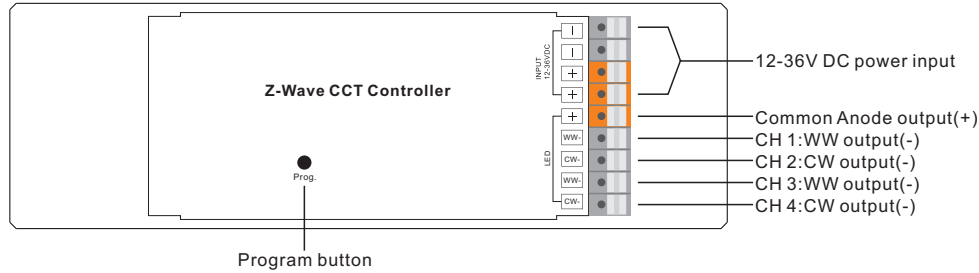 INPUT
12-36VDC
−
−
+
+
12-36V DC power input
Z-Wave CCT Controller
+
Common Anode output(+)
LED
WW-
CH 1:WW output(-)
CW-
CH 2:CW output(-)
WW-
CH 3:WW output(-)
CW-
CH 4:CW output(-)
Prog.
Program button